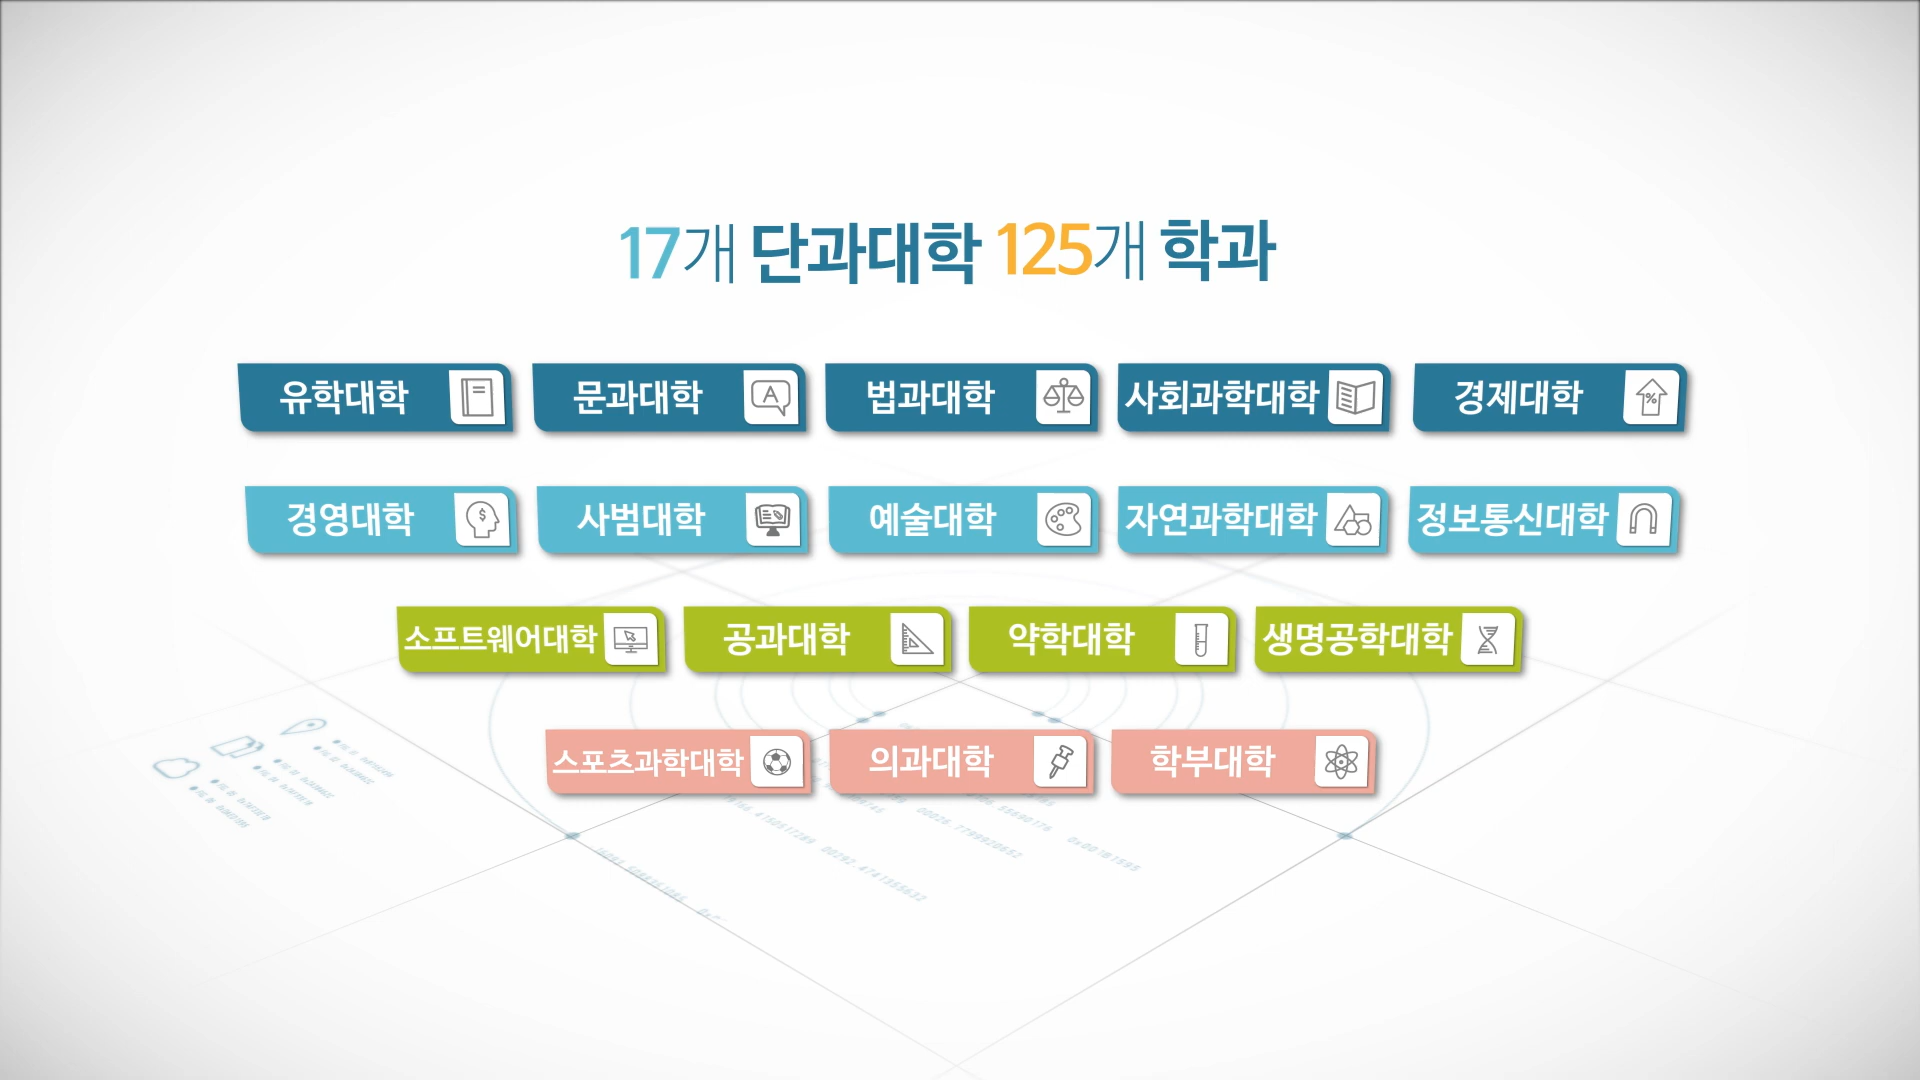 17개 단과대학 125개 학과
유학대학 문과대학 A 법과대학 사회과학대학 경제대학 %
경영대학 $ 사범대학 예술대학 자연과학대학 정보통신대학
소프트웨어대학 공과대학 약학대학 생명공학대학
스포츠과학대학 의과대학 학부대학